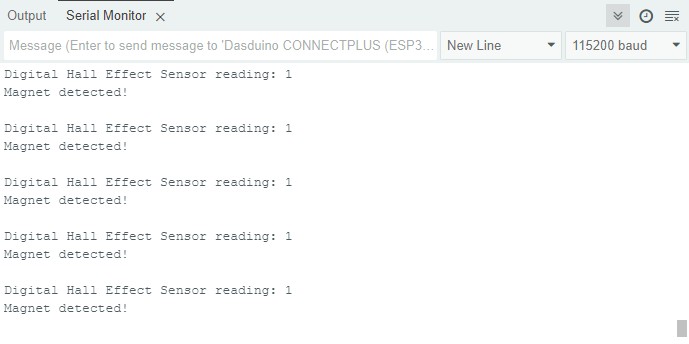 Output Serial Monitor
Message (Enter to send message to 'Dasduino CONNECTPLUS (ESP3... New Line 115200 baud
Digital Hall Effect Sensor reading: 1
Magnet detected!
Digital Hall Effect Sensor reading: 1
Magnet detected!
Digital Hall Effect Sensor reading: 1
Magnet detected!
Digital Hall Effect Sensor reading: 1
Magnet detected!
Digital Hall Effect Sensor reading: 1
Magnet detected!